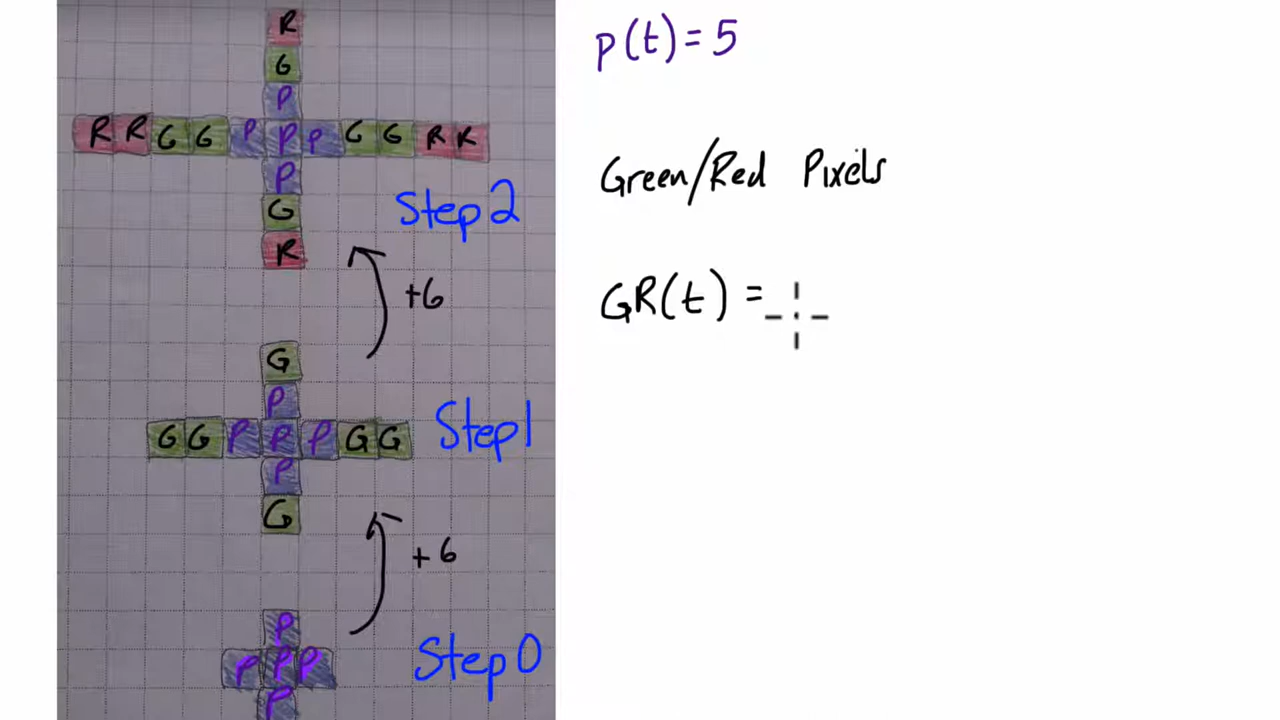 R
G
P
R R G G P P P G G R R
P
G
R
Step 2
+6
G
P
G G P P P G G
P
G
Step 1
+6
P
P P P
P
Step 0
p(t) = 5
Green/Red Pixels
GR(t) =